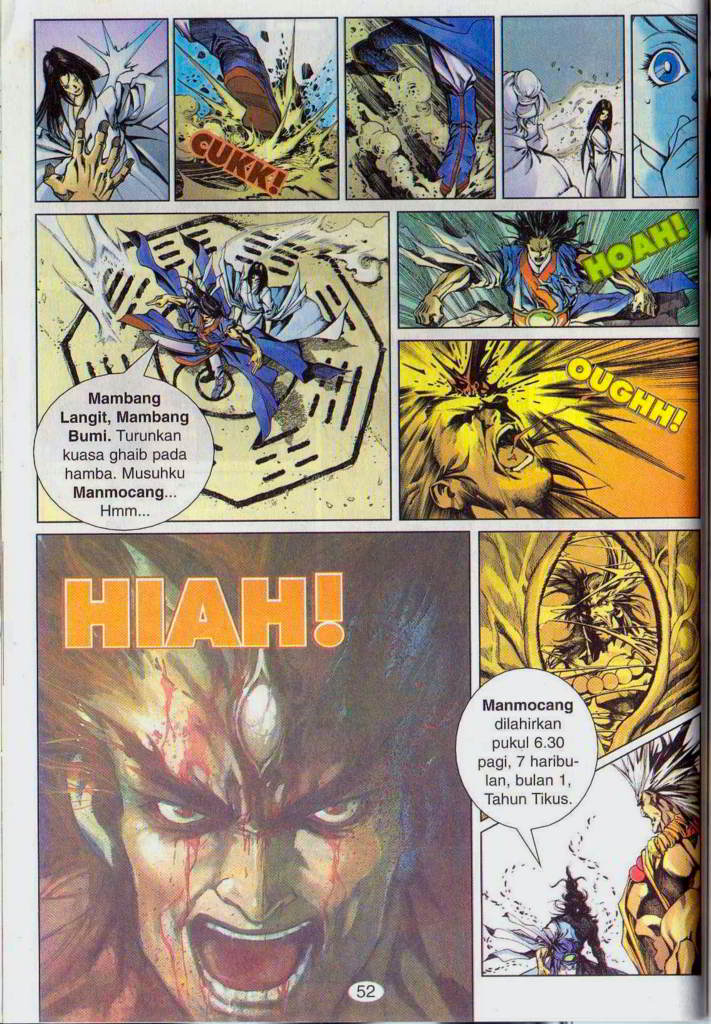 CUKK!
Mambang
Langit, Mambang
Bumi. Turunkan
kuasa ghaib pada
hamba. Musuhku
Manmocang...
Hmm...
HOAH!
OUGHH!
HIAH!
Manmocang
dilahirkan
pukul 6.30
pagi, 7 haribu-
lan, bulan 1,
Tahun Tikus.
52